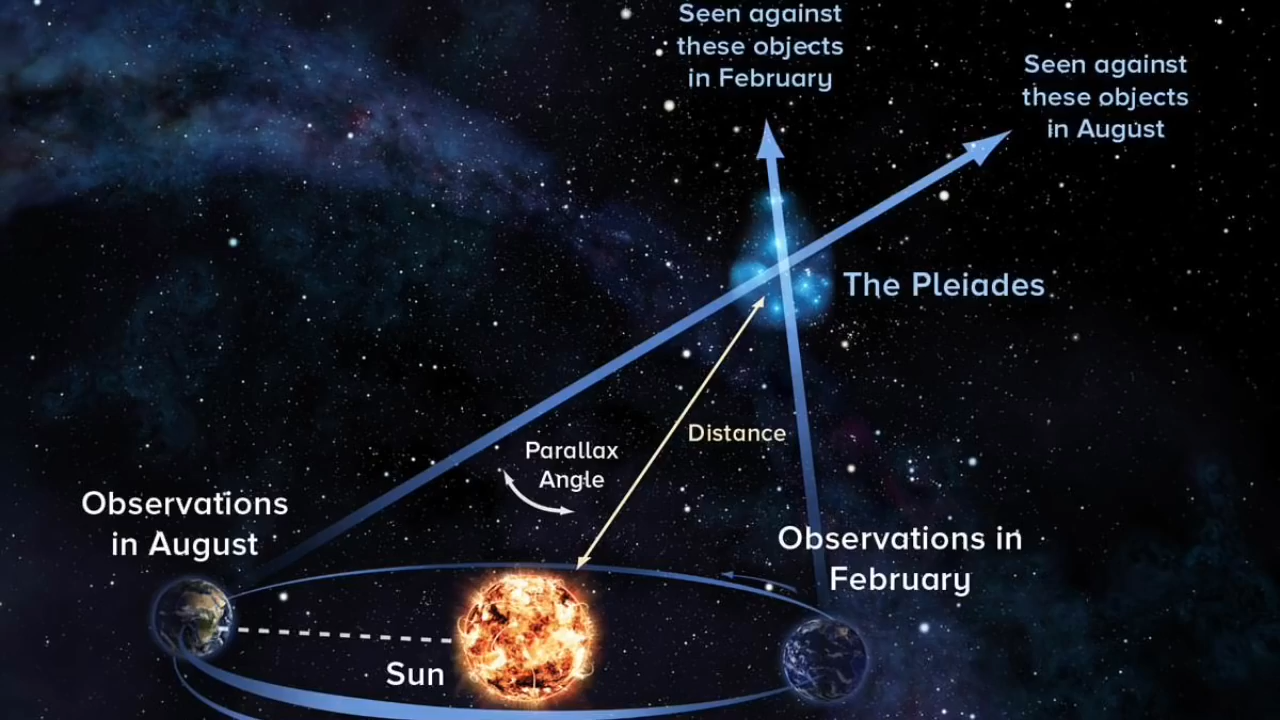 Seen against
these objects
in February
Seen against
these objects
in August
The Pleiades
Distance
Parallax
Angle
Observations
in August
Observations in
February
Sun